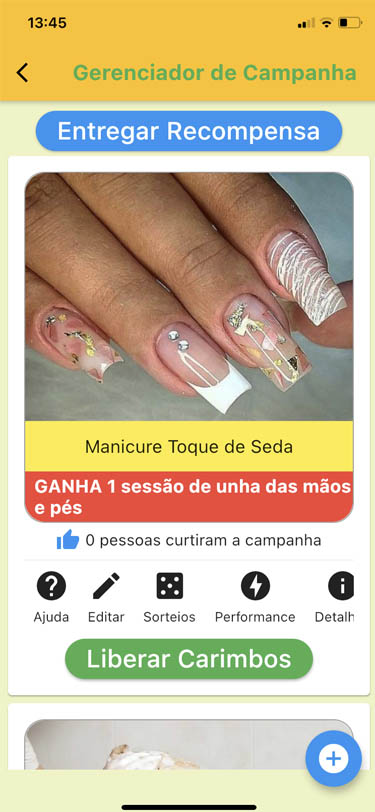 13:45
Gerenciador de Campanha
Entregar Recompensa
Manicure Toque de Seda
GANHA 1 sessão de unha das mãos
e pés
0 pessoas curtiram a campanha
Ajuda Editar Sorteios Performance Detalh
Liberar Carimbos